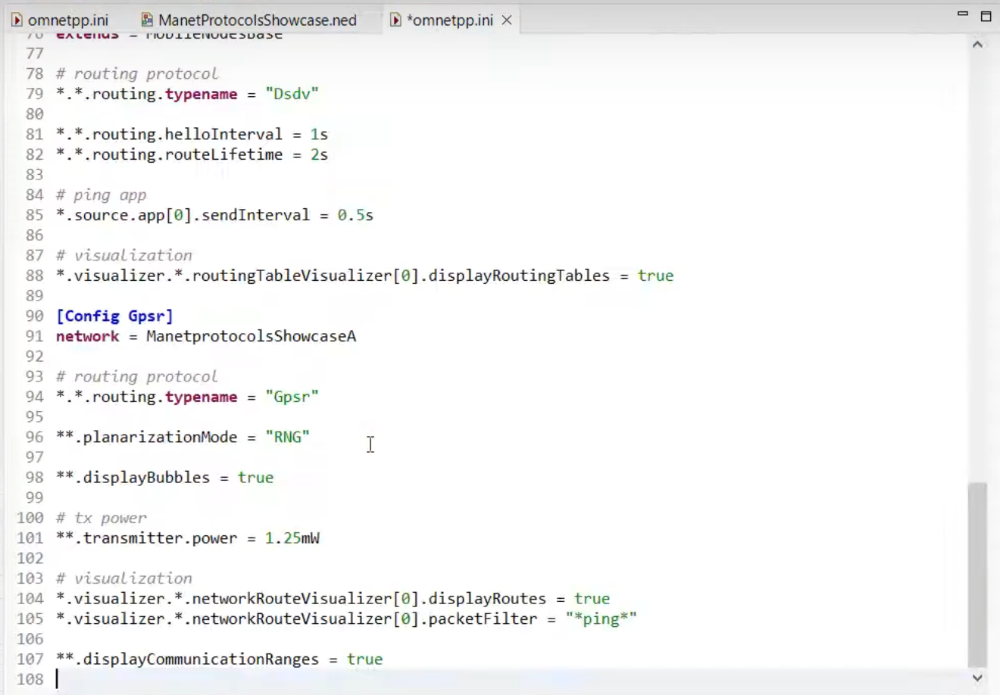 omnetpp.ini ManetProtocolsShowcase.ned *omnetpp.ini
76 extends = MobileNodesBase
77
78 # routing protocol
79 *.*.routing.typename = "Dsdv"
80
81 *.*.routing.helloInterval = 1s
82 *.*.routing.routeLifetime = 2s
83
84 # ping app
85 *.source.app[0].sendInterval = 0.5s
86
87 # visualization
88 *.visualizer.*.routingTableVisualizer[0].displayRoutingTables = true
89
90 [Config Gpsr]
91 network = ManetprotocolsShowcaseA
92
93 # routing protocol
94 *.*.routing.typename = "Gpsr"
95
96 **.planarizationMode = "RNG"
97
98 **.displayBubbles = true
99
100 # tx power
101 **.transmitter.power = 1.25mW
102
103 # visualization
104 *.visualizer.*.networkRouteVisualizer[0].displayRoutes = true
105 *.visualizer.*.networkRouteVisualizer[0].packetFilter = "*ping*"
106
107 **.displayCommunicationRanges = true
108